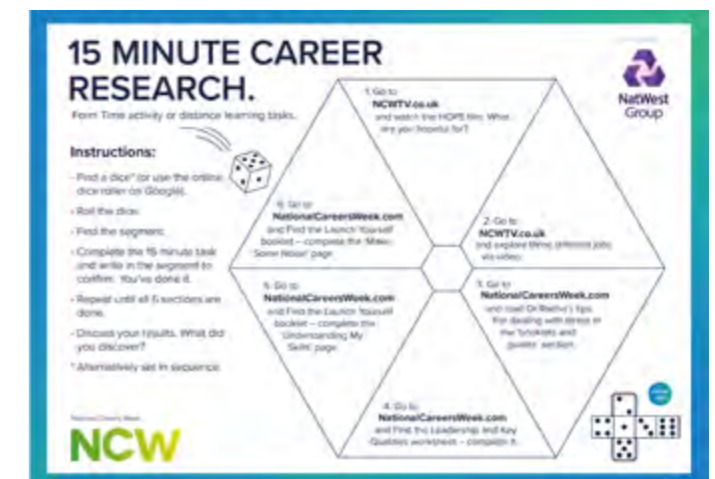 15 MINUTE CAREER
RESEARCH.
Form Time activity or distance learning tasks.
NatWest
Group
Instructions:
- Find a dice* (or use the online
dice roller on Google).
- Roll the dice.
- Find the segment.
- Complete the 15 minute task
and write in the segment to
confirm. You've done it.
- Repeat until all 6 sections are
done.
- Discuss your results. What did
you discover?
* Alternatively set in sequence.
1. Go to
NCWTV.co.uk
and watch the HOPE film. What
are you hopeful for?
2. Go to
NCWTV.co.uk
and explore three different jobs
via video.
3. Go to
NationalCareersWeek.com
and read Dr tips
For dealing with stress in
the 'booklets and
guides' section.
4. Go to
NationalCareersWeek.com
and Find the Leadership and Key
Qualities worksheet – complete it.
5. Go to
NationalCareersWeek.com
and Find the Launch Yourself
booklet – complete the
'Understanding My
Skills' page.
6. Go to
NationalCareersWeek.com
and Find the Launch Yourself
booklet – complete the 'Make
Some Noise' page.
National Careers Week
NCW